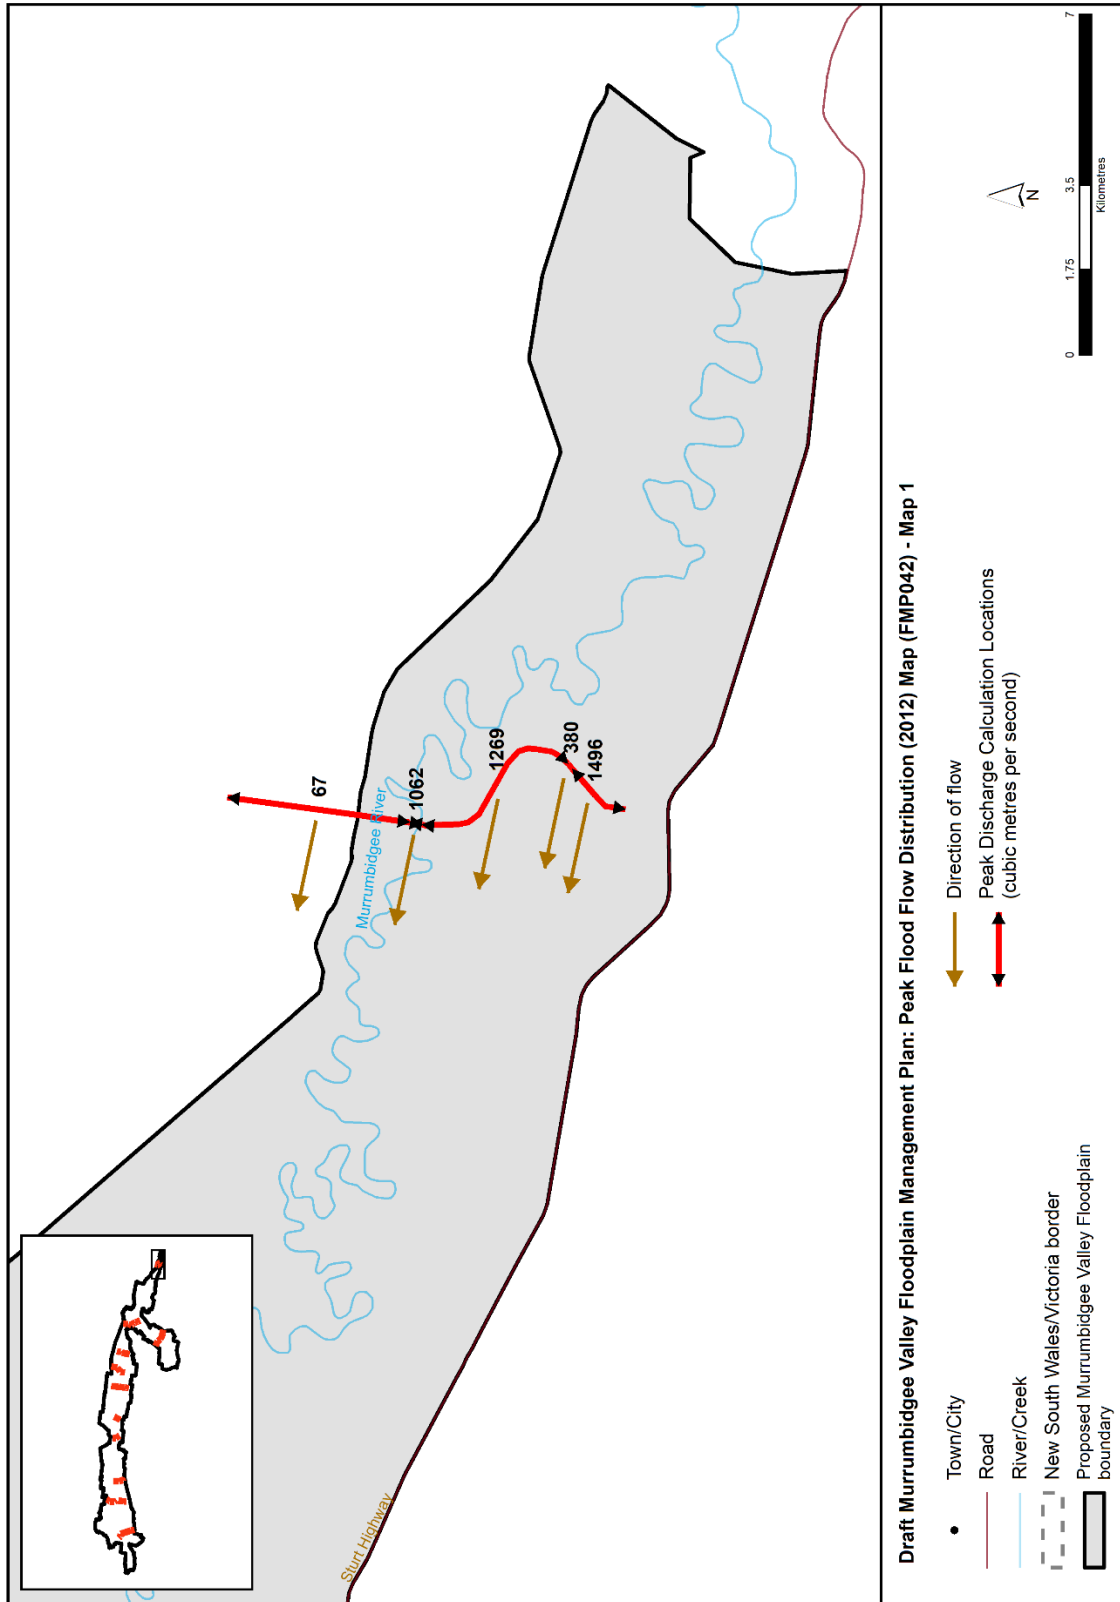 67
Murrumbidgee River
1062
1269
380
1496
Sturt Highway
Draft Murrumbidgee Valley Floodplain Management Plan: Peak Flood Flow Distribution (2012) Map (FMP042) - Map 1
Town/City
Road
River/Creek
New South Wales/Victoria border
Proposed Murrumbidgee Valley Floodplain
boundary
Direction of flow
Peak Discharge Calculation Locations
(cubic metres per second)
N
0 1.75 3.5 7
Kilometres